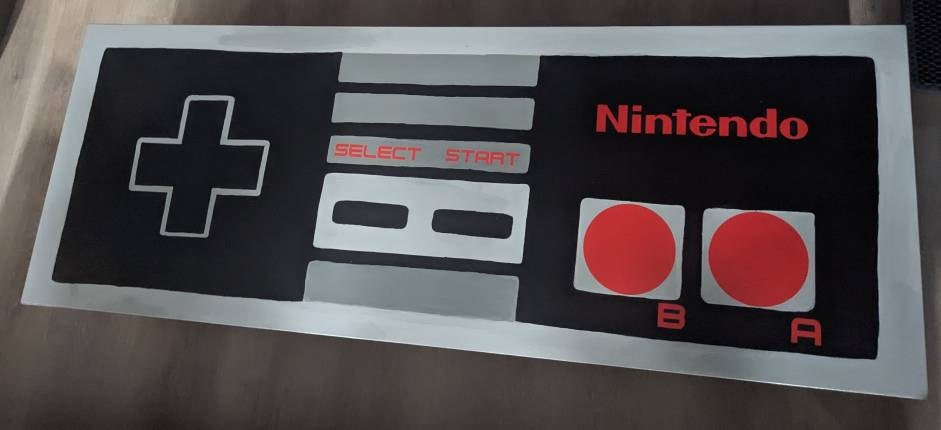 Nintendo
SELECT START
B
A